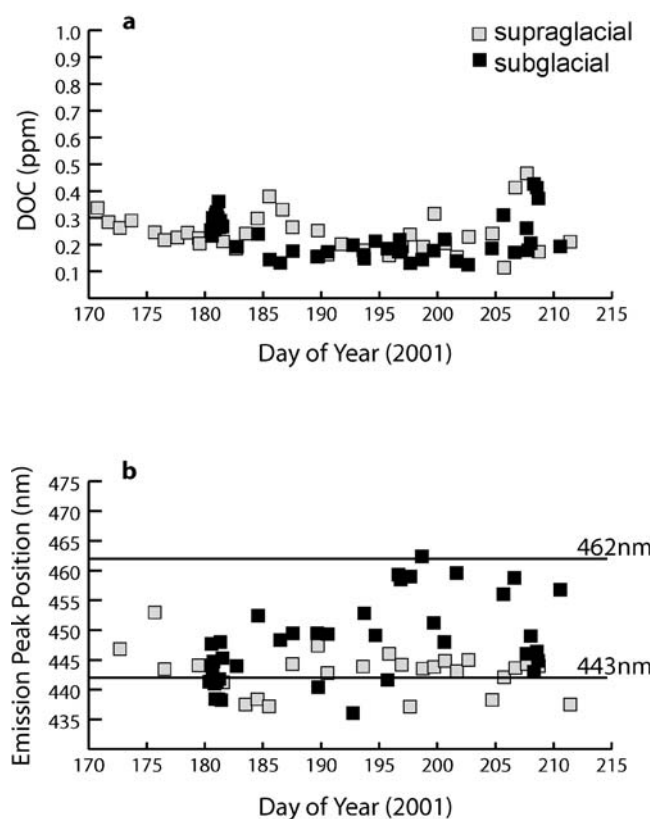 a
supraglacial
subglacial
1.0
0.9
0.8
0.7
0.6
0.5
0.4
0.3
0.2
0.1
DOC (ppm)
170 175 180 185 190 195 200 205 210 215
Day of Year (2001)
b
475
470
465
460
455
450
445
440
435
Emission Peak Position (nm)
462nm
443nm
170 175 180 185 190 195 200 205 210 215
Day of Year (2001)